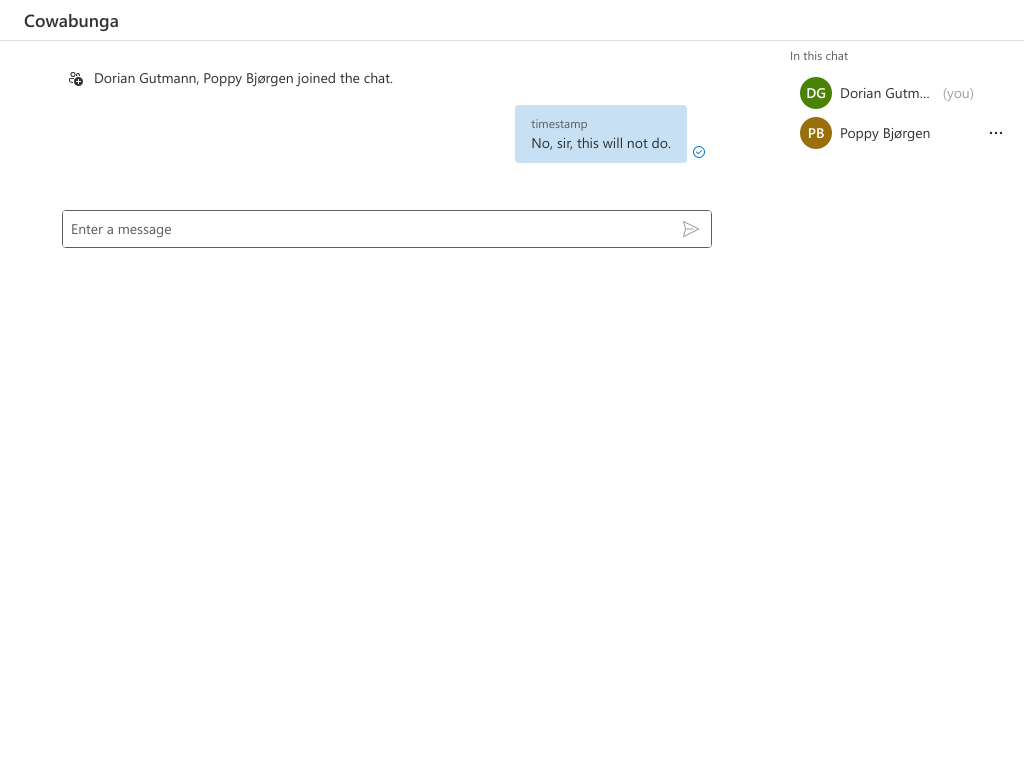 Cowabunga
In this chat
Dorian Gutmann, Poppy Bjørgen joined the chat.
DG Dorian Gutm... (you)
PB Poppy Bjørgen
timestamp
No, sir, this will not do.
Enter a message